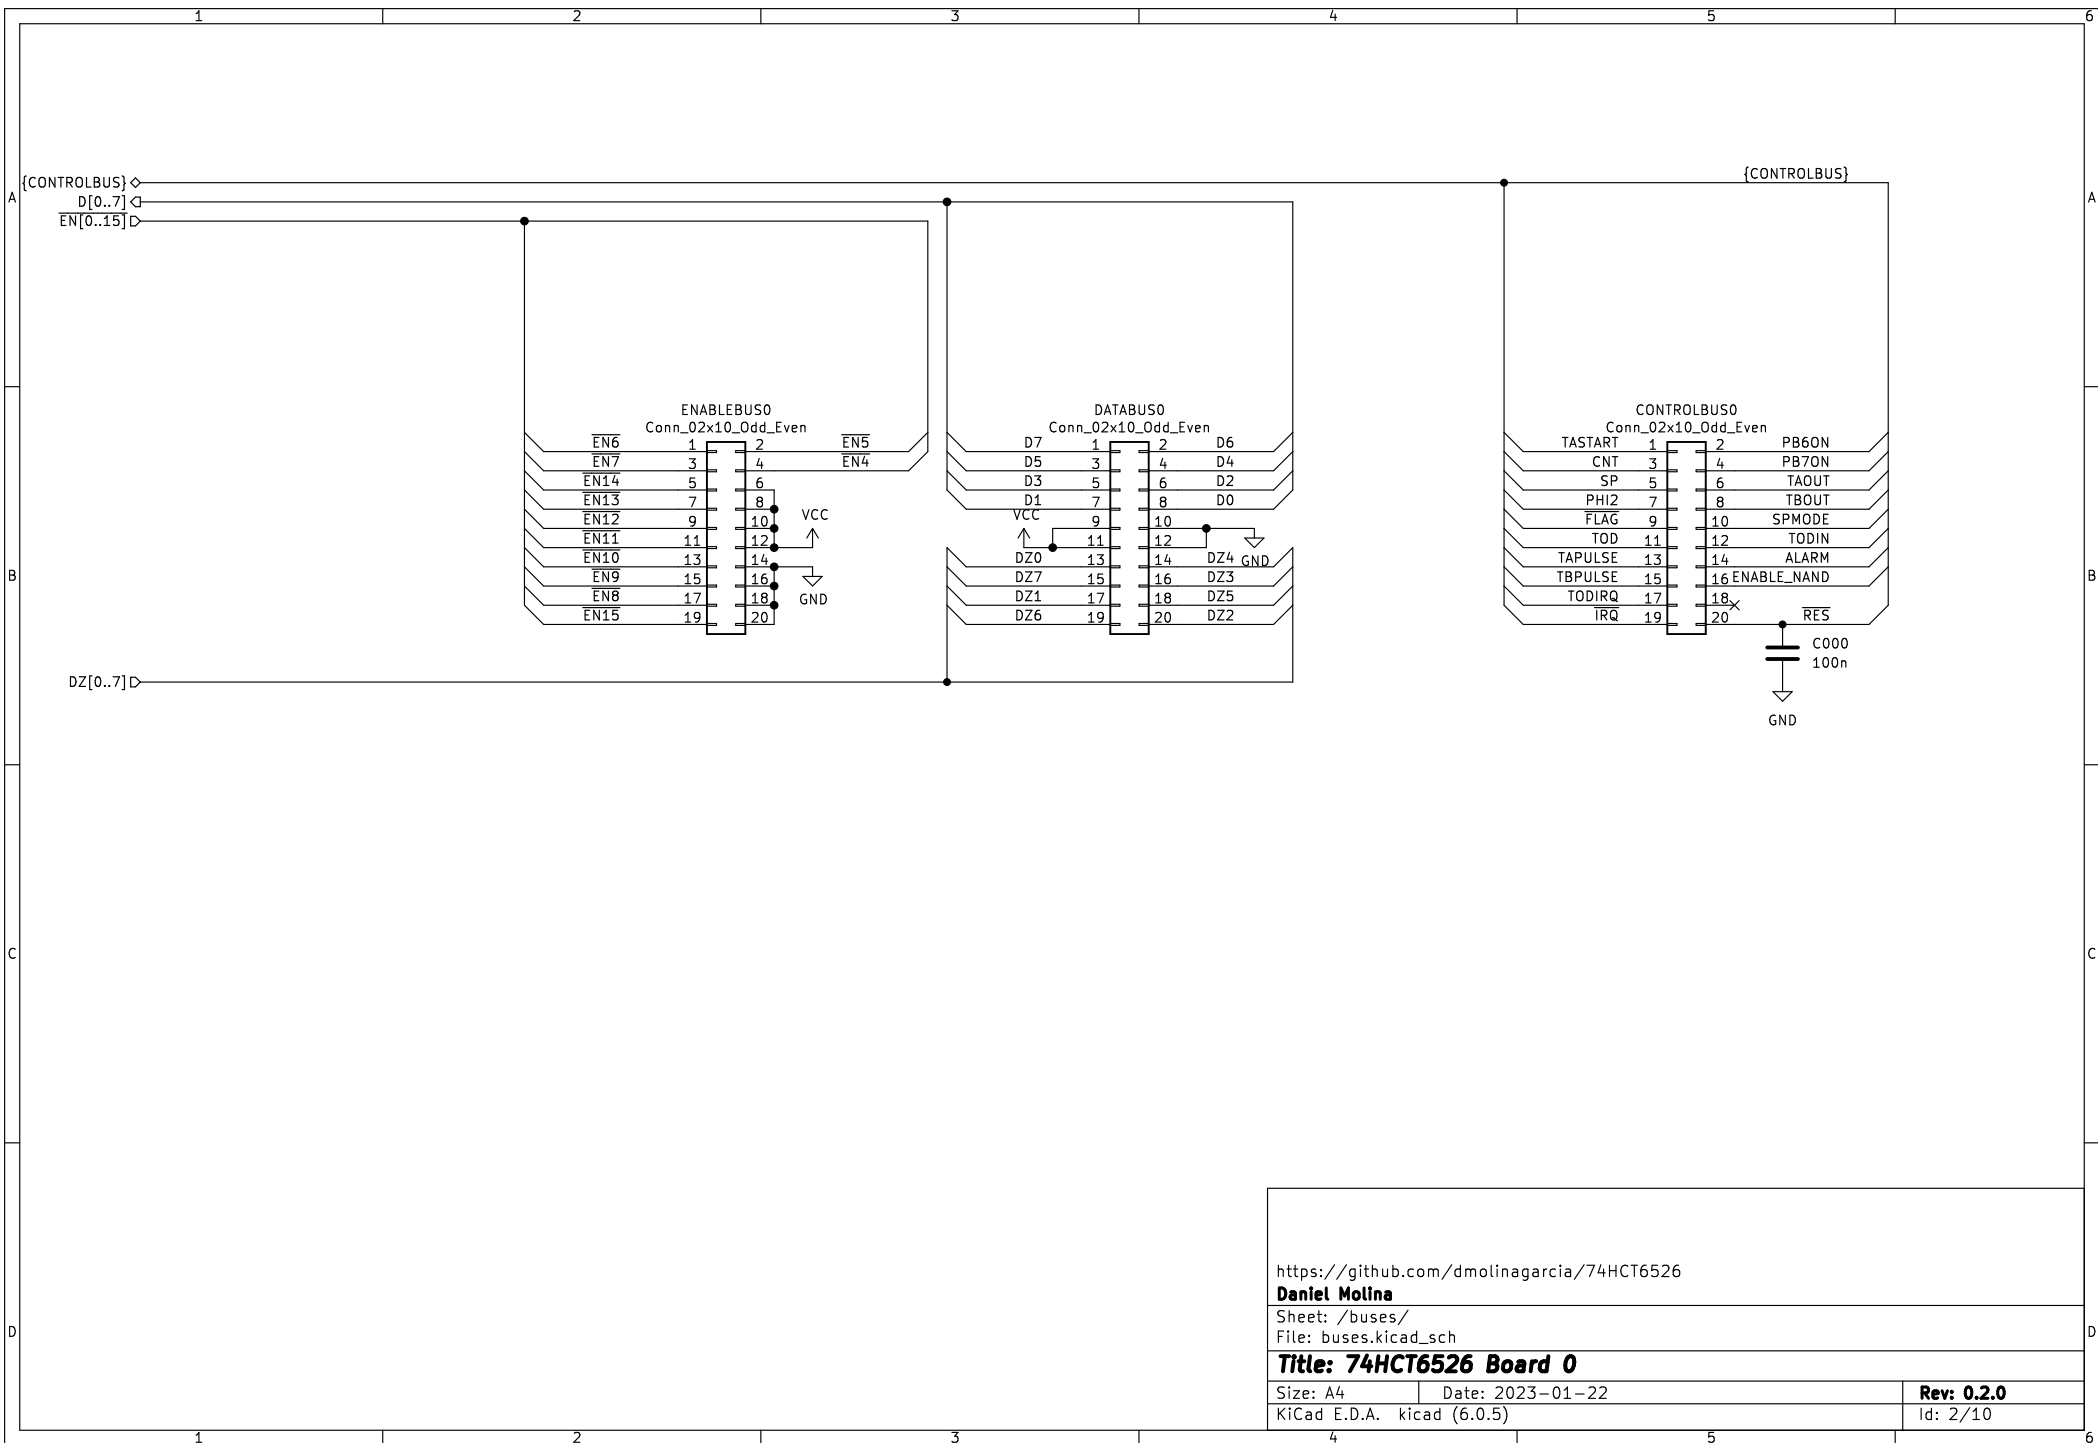 1 2 3 4 5 6
{CONTROLBUS} {CONTROLBUS}
A D[0..7] A
EN[0..15]
ENABLEBUS0 DATABUS0 CONTROLBUS0
Conn_02x10_Odd_Even Conn_02x10_Odd_Even Conn_02x10_Odd_Even
EN6 1 2 EN5 D7 1 2 D6 TASTART 1 2 PB6ON
EN7 3 4 EN4 D5 3 4 D4 CNT 3 4 PB7ON
EN14 5 6 D3 5 6 D2 SP 5 6 TAOUT
EN13 7 8 D1 7 8 D0 PHI2 7 8 TBOUT
EN12 9 10 VCC VCC 9 10 FLAG 9 10 SPMODE
EN11 11 12 11 12 GND TOD 11 12 TODIN
EN10 13 14 DZ0 13 14 DZ4 TAPULSE 13 14 ALARM
B EN9 15 16 DZ7 15 16 DZ3 TBPULSE 15 16 ENABLE_NAND B
EN8 17 18 GND DZ1 17 18 DZ5 TODIRQ 17 18
EN15 19 20 DZ6 19 20 DZ2 IRQ 19 20 RES
C000
100n
DZ[0..7]
GND
C C
https://github.com/dmolinagarcia/74HCT6526
Daniel Molina
Sheet: /buses/
D D
File: buses.kicad_sch
Title: 74HCT6526 Board 0
Size: A4 Date: 2023-01-22 Rev: 0.2.0
KiCad E.D.A. kicad (6.0.5) Id: 2/10
1 2 3 4 5 6